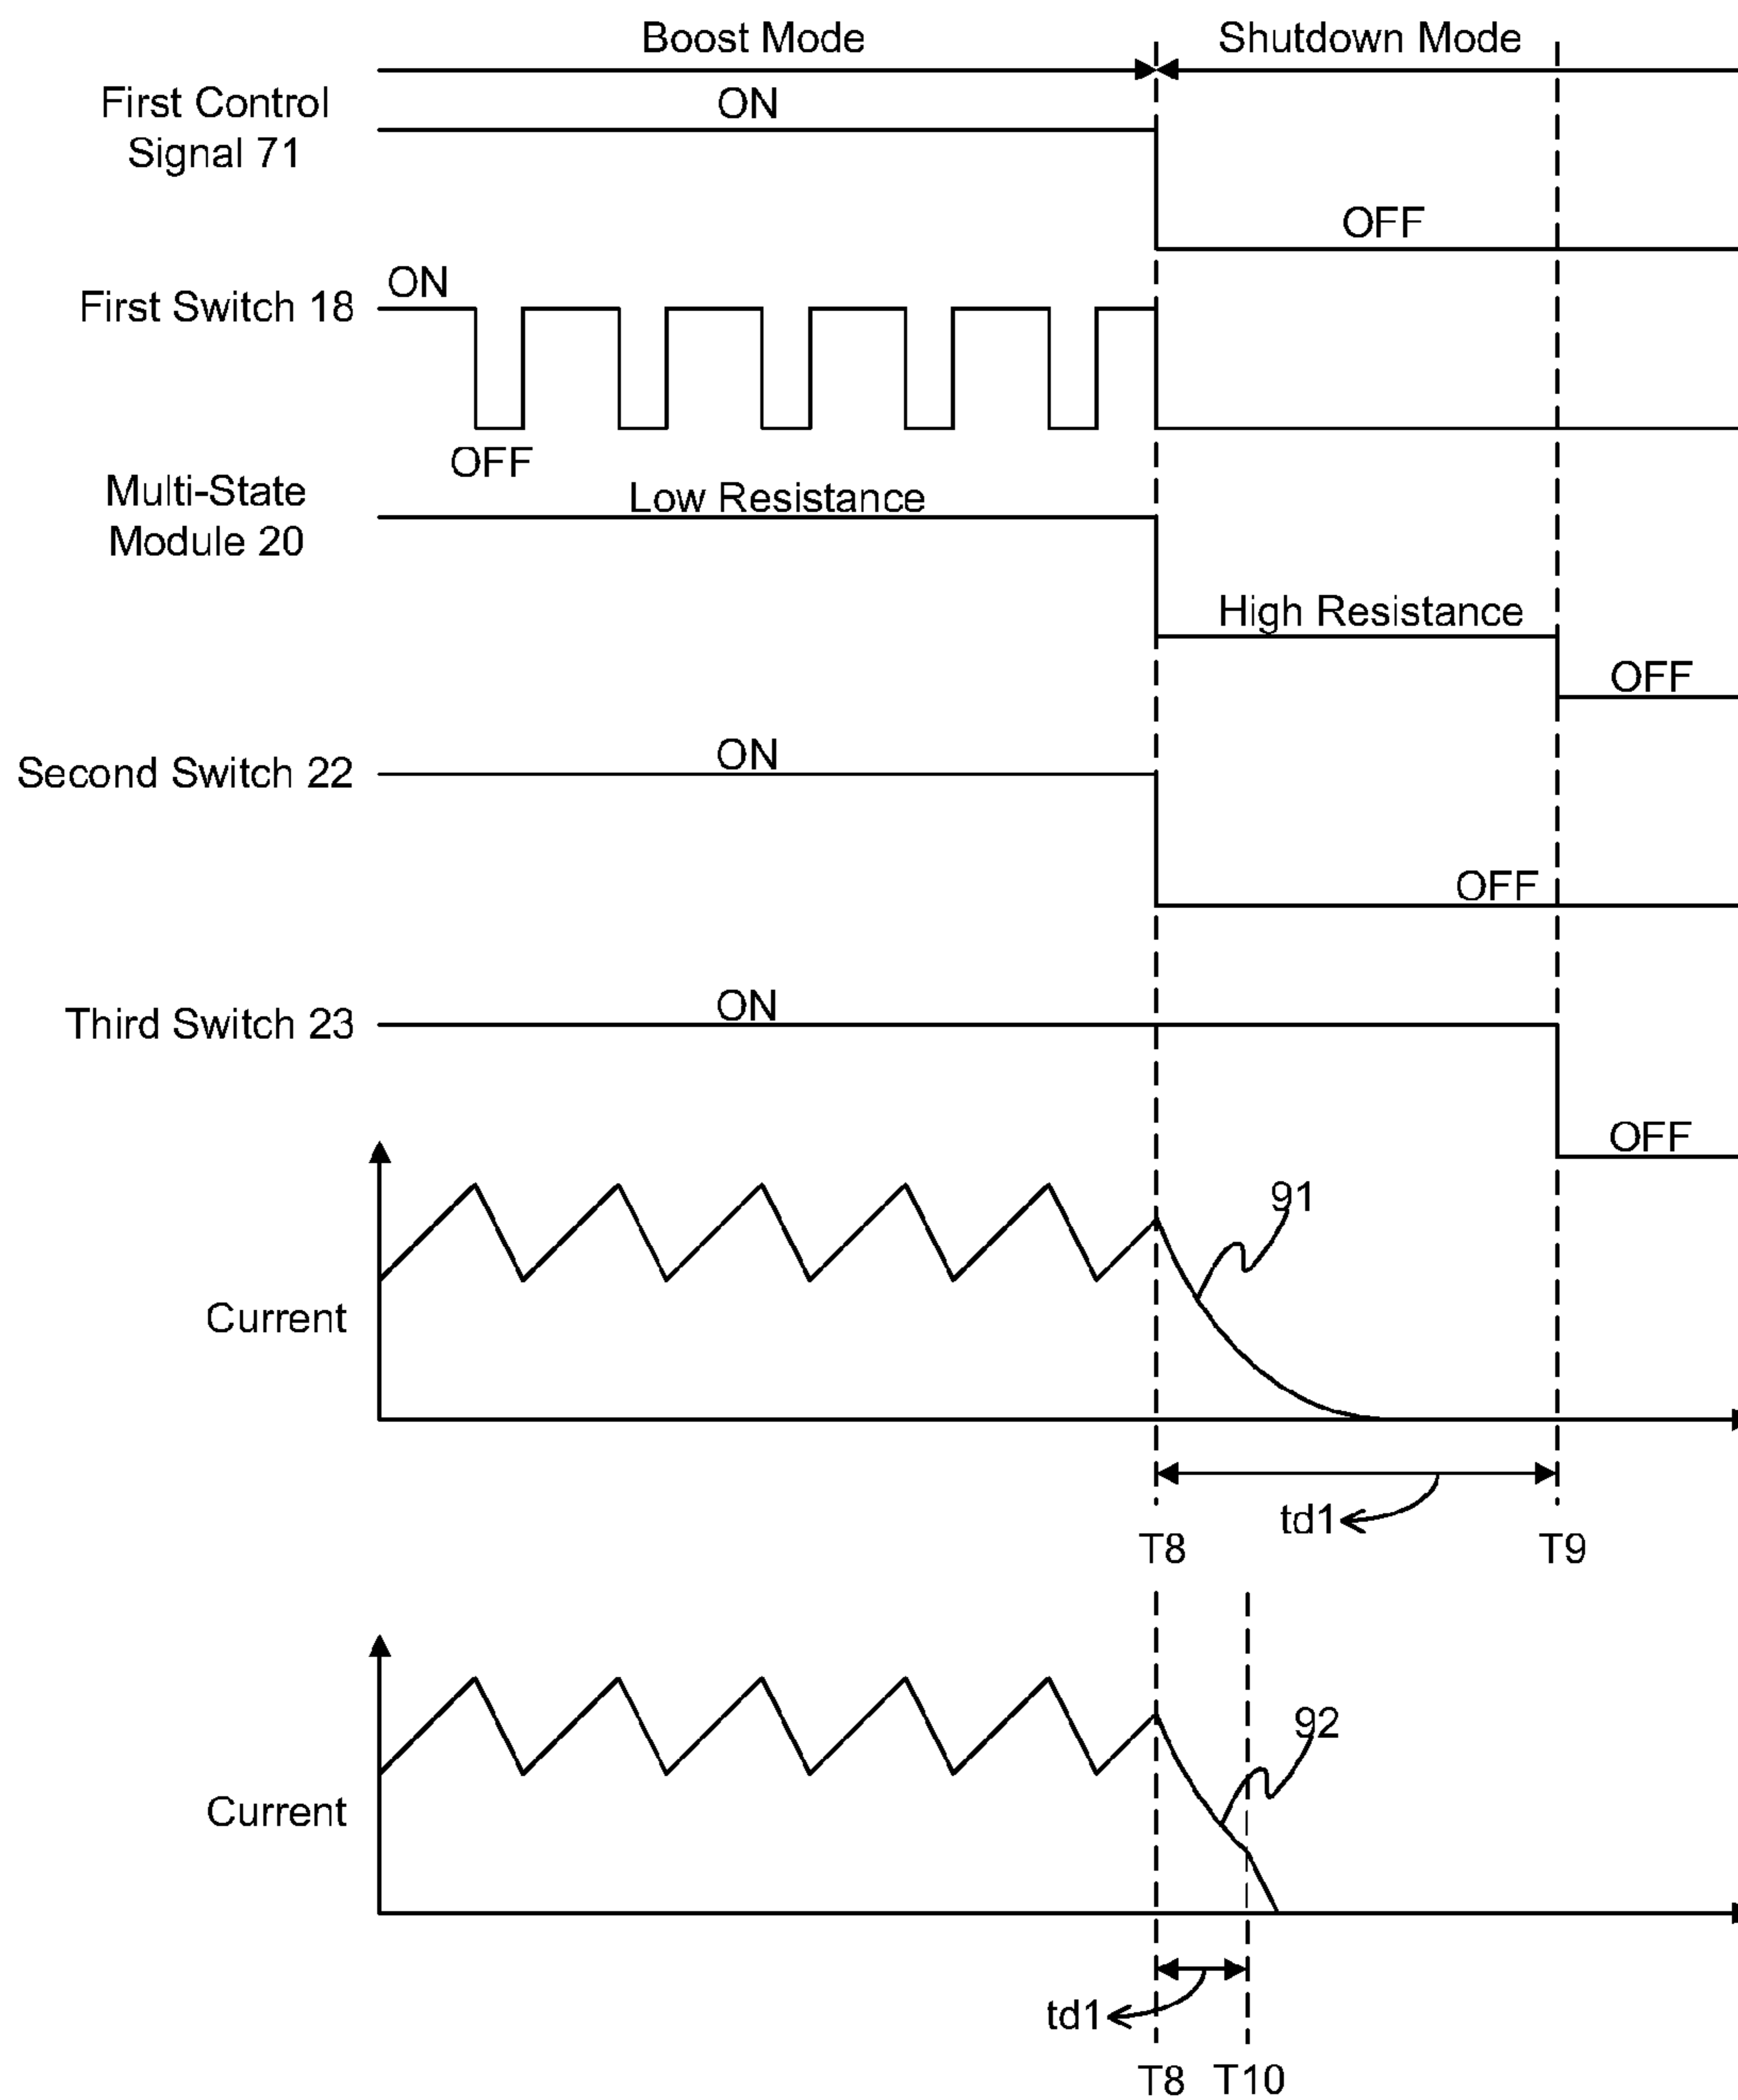 Boost Mode
Shutdown Mode
First Control
Signal 71
ON
OFF
First Switch 18
ON
OFF
Multi-State
Module 20
Low Resistance
High Resistance
OFF
Second Switch 22
ON
OFF
Third Switch 23
ON
OFF
91
Current
td1
T8
T9
92
Current
td1
T8
T10